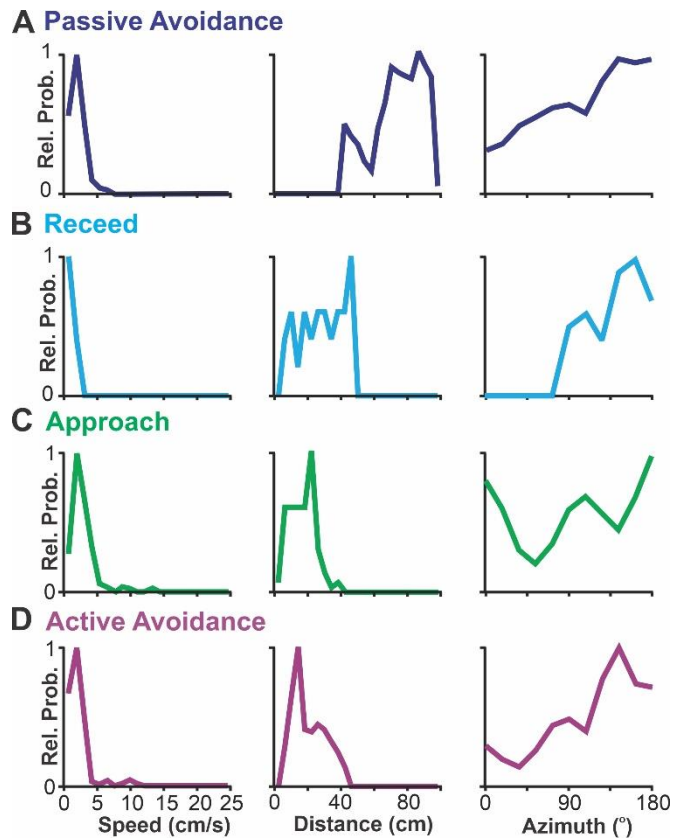 A Passive Avoidance
1
Rel. Prob.
0
B Receed
1
Rel. Prob.
0
C Approach
1
Rel. Prob.
0
D Active Avoidance
1
Rel. Prob.
0
0 5 10 15 20 25 0 40 80 0 90 180
Speed (cm/s) Distance (cm) Azimuth (°)